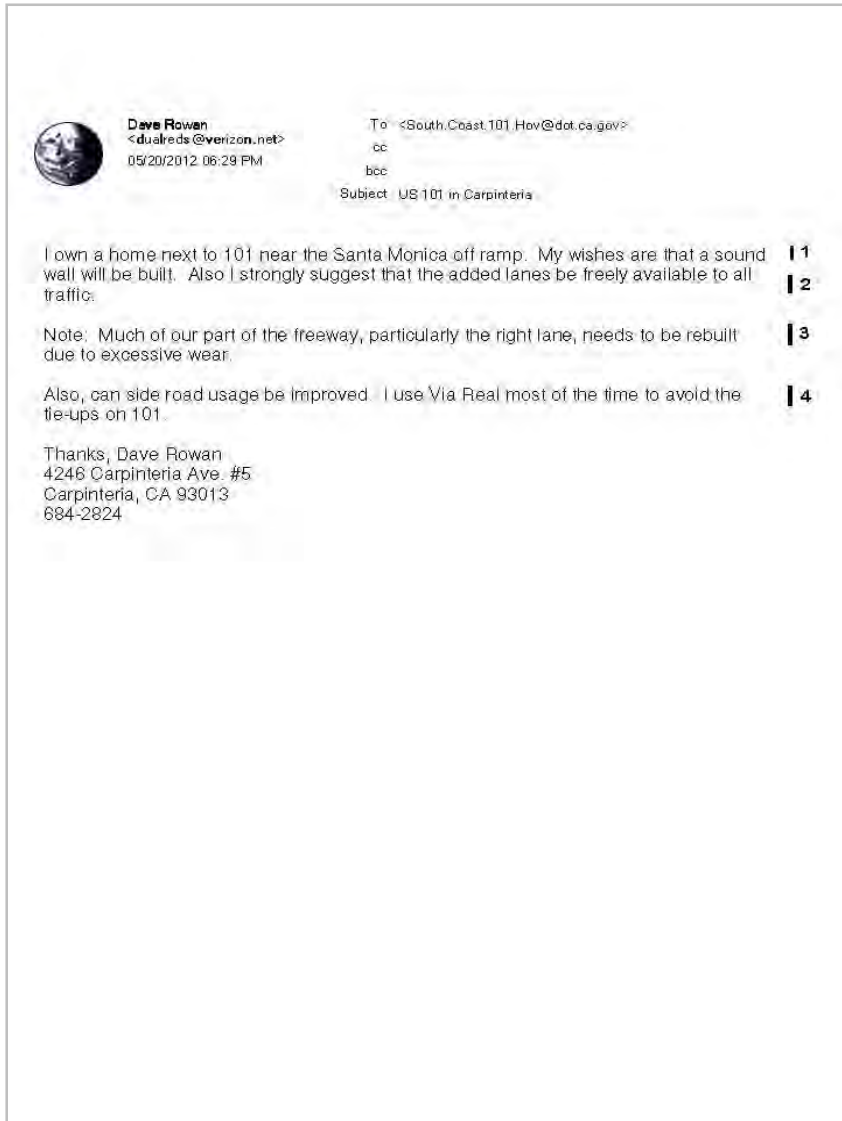 Dave Rowan
<dualreds@verizon.net>
05/20/2012 06:29 PM
To <South.Coast.101.Hov@dot.ca.gov>
cc
bcc
Subject US 101 in Carpinteria
I own a home next to 101 near the Santa Monica off ramp. My wishes are that a sound 1
wall will be built. Also I strongly suggest that the added lanes be freely available to all 2
traffic.
Note: Much of our part of the freeway, particularly the right lane, needs to be rebuilt 3
due to excessive wear.
Also, can side road usage be improved. I use Via Real most of the time to avoid the 4
tie-ups on 101.
Thanks, Dave Rowan
4246 Carpinteria Ave. #5
Carpinteria, CA 93013
684-2824